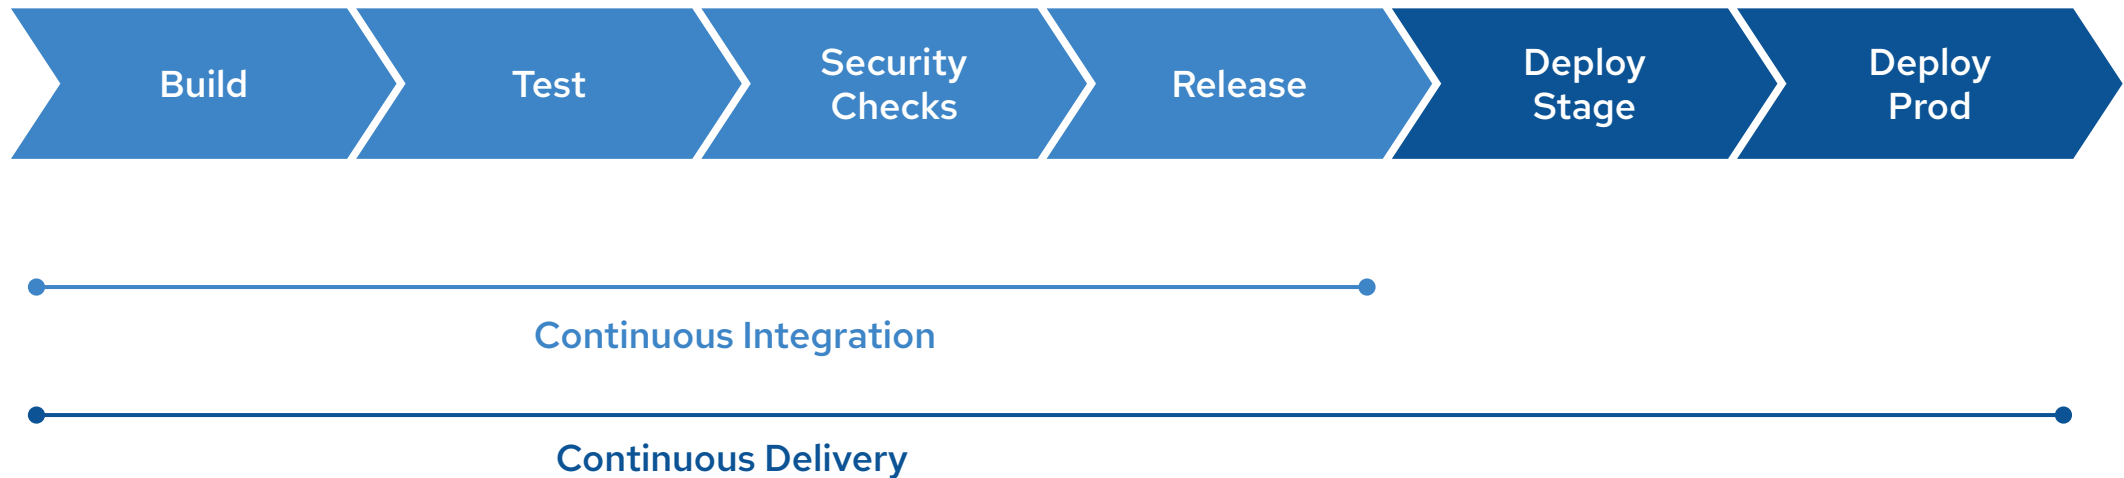 Build
Test
Security
Checks
Release
Deploy
Stage
Deploy
Prod
Continuous Integration
Continuous Delivery